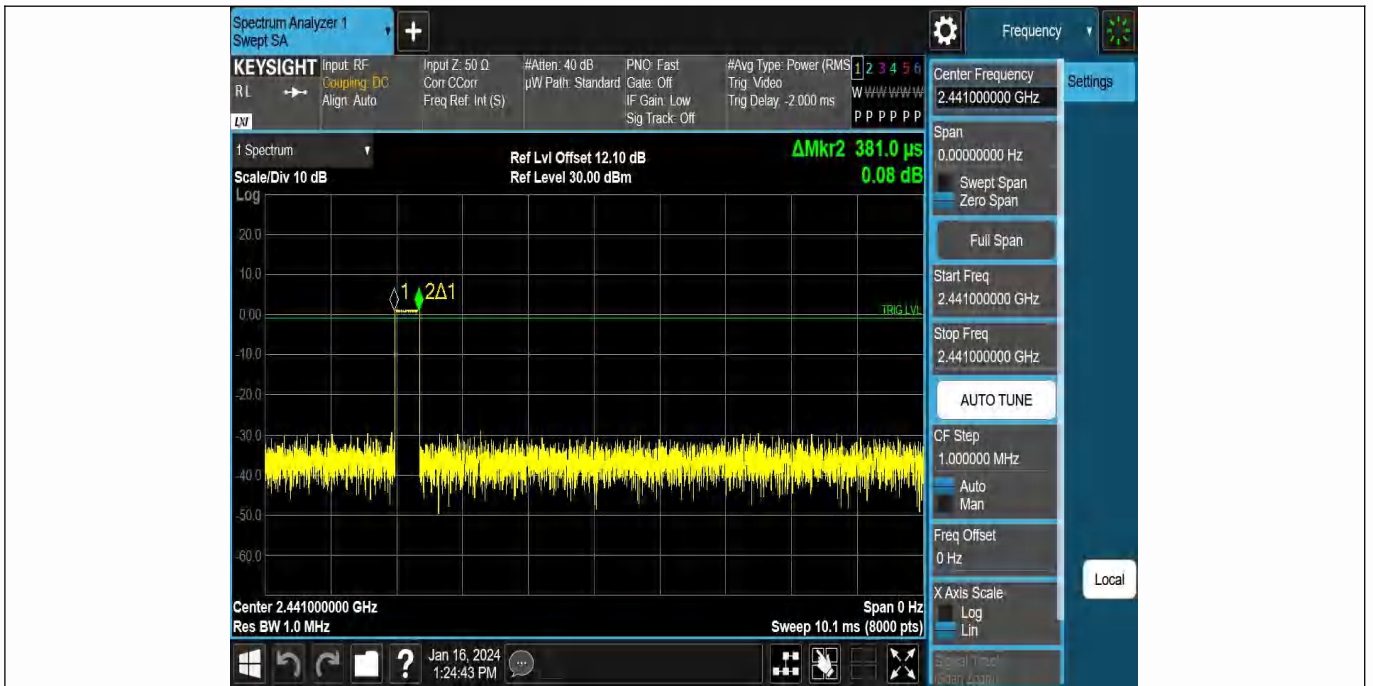 Spectrum Analyzer 1
Swept SA
+
Frequency
KEYSIGHT
RL
LXI
Input: RF
Coupling: DC
Align: Auto
Input Z: 50 Ω
Corr CCorr
Freq Ref: Int (S)
#Atten: 40 dB
µW Path: Standard
PNO: Fast
Gate: Off
IF Gain: Low
Sig Track: Off
#Avg Type: Power (RMS
Trig: Video
Trig Delay: -2.000 ms
1 2 3 4 5 6
W W W W W W
P P P P P P
1 Spectrum
Scale/Div 10 dB
Ref Lvl Offset 12.10 dB
Ref Level 30.00 dBm
ΔMkr2 381.0 µs
0.08 dB
Log
20.0
10.0
0.00
-10.0
-20.0
-30.0
-40.0
-50.0
-60.0
1
2Δ1
TRIG LVL
Center 2.441000000 GHz
Res BW 1.0 MHz
Span 0 Hz
Sweep 10.1 ms (8000 pts)
Center Frequency
2.441000000 GHz
Settings
Span
0.00000000 Hz
Swept Span
Zero Span
Full Span
Start Freq
2.441000000 GHz
Stop Freq
2.441000000 GHz
AUTO TUNE
CF Step
1.000000 MHz
Auto
Man
Freq Offset
0 Hz
X Axis Scale
Log
Lin
Signal Track
(Span Zoom)
Local
?
Jan 16, 2024
1:24:43 PM